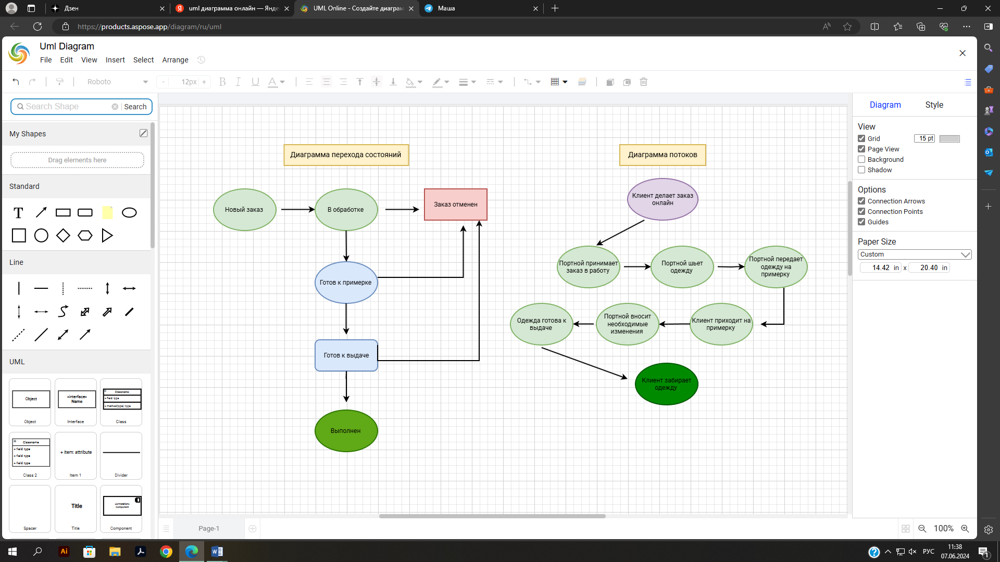 Дзен
uml диаграмма онлайн — Янде
UML Online - Создайте диаграм
Маша
https://products.aspose.app/diagram/ru/uml
Uml Diagram
File Edit View Insert Select Arrange
Roboto
- 12px +
B I U A
Search Shape
Search
My Shapes
Drag elements here
Standard
T
Line
UML
Object
Object
«interface»
Name
Interface
Classname
+ field: type
+ method(type): type
Class
Classname
+ field: type
+ field: type
+ field: type
Class 2
+ item: attribute
Item 1
Divider
Spacer
Title
Title
«Annotation»
Component
Component
Диаграмма перехода состояний
Новый заказ
В обработке
Заказ отменен
Готов к примерке
Готов к выдаче
Выполнен
Диаграмма потоков
Клиент делает заказ
онлайн
Портной принимает
заказ в работу
Портной шьет
одежду
Портной передает
одежду на
примерку
Клиент приходит на
примерку
Портной вносит
необходимые
изменения
Одежда готова к
выдаче
Клиент забирает
одежду
Diagram Style
View
Grid 15 pt
Page View
Background
Shadow
Options
Connection Arrows
Connection Points
Guides
Paper Size
Custom
14.42 in x 20.40 in
Page-1
100%
Ai
W
РУС
11:38
07.06.2024
1